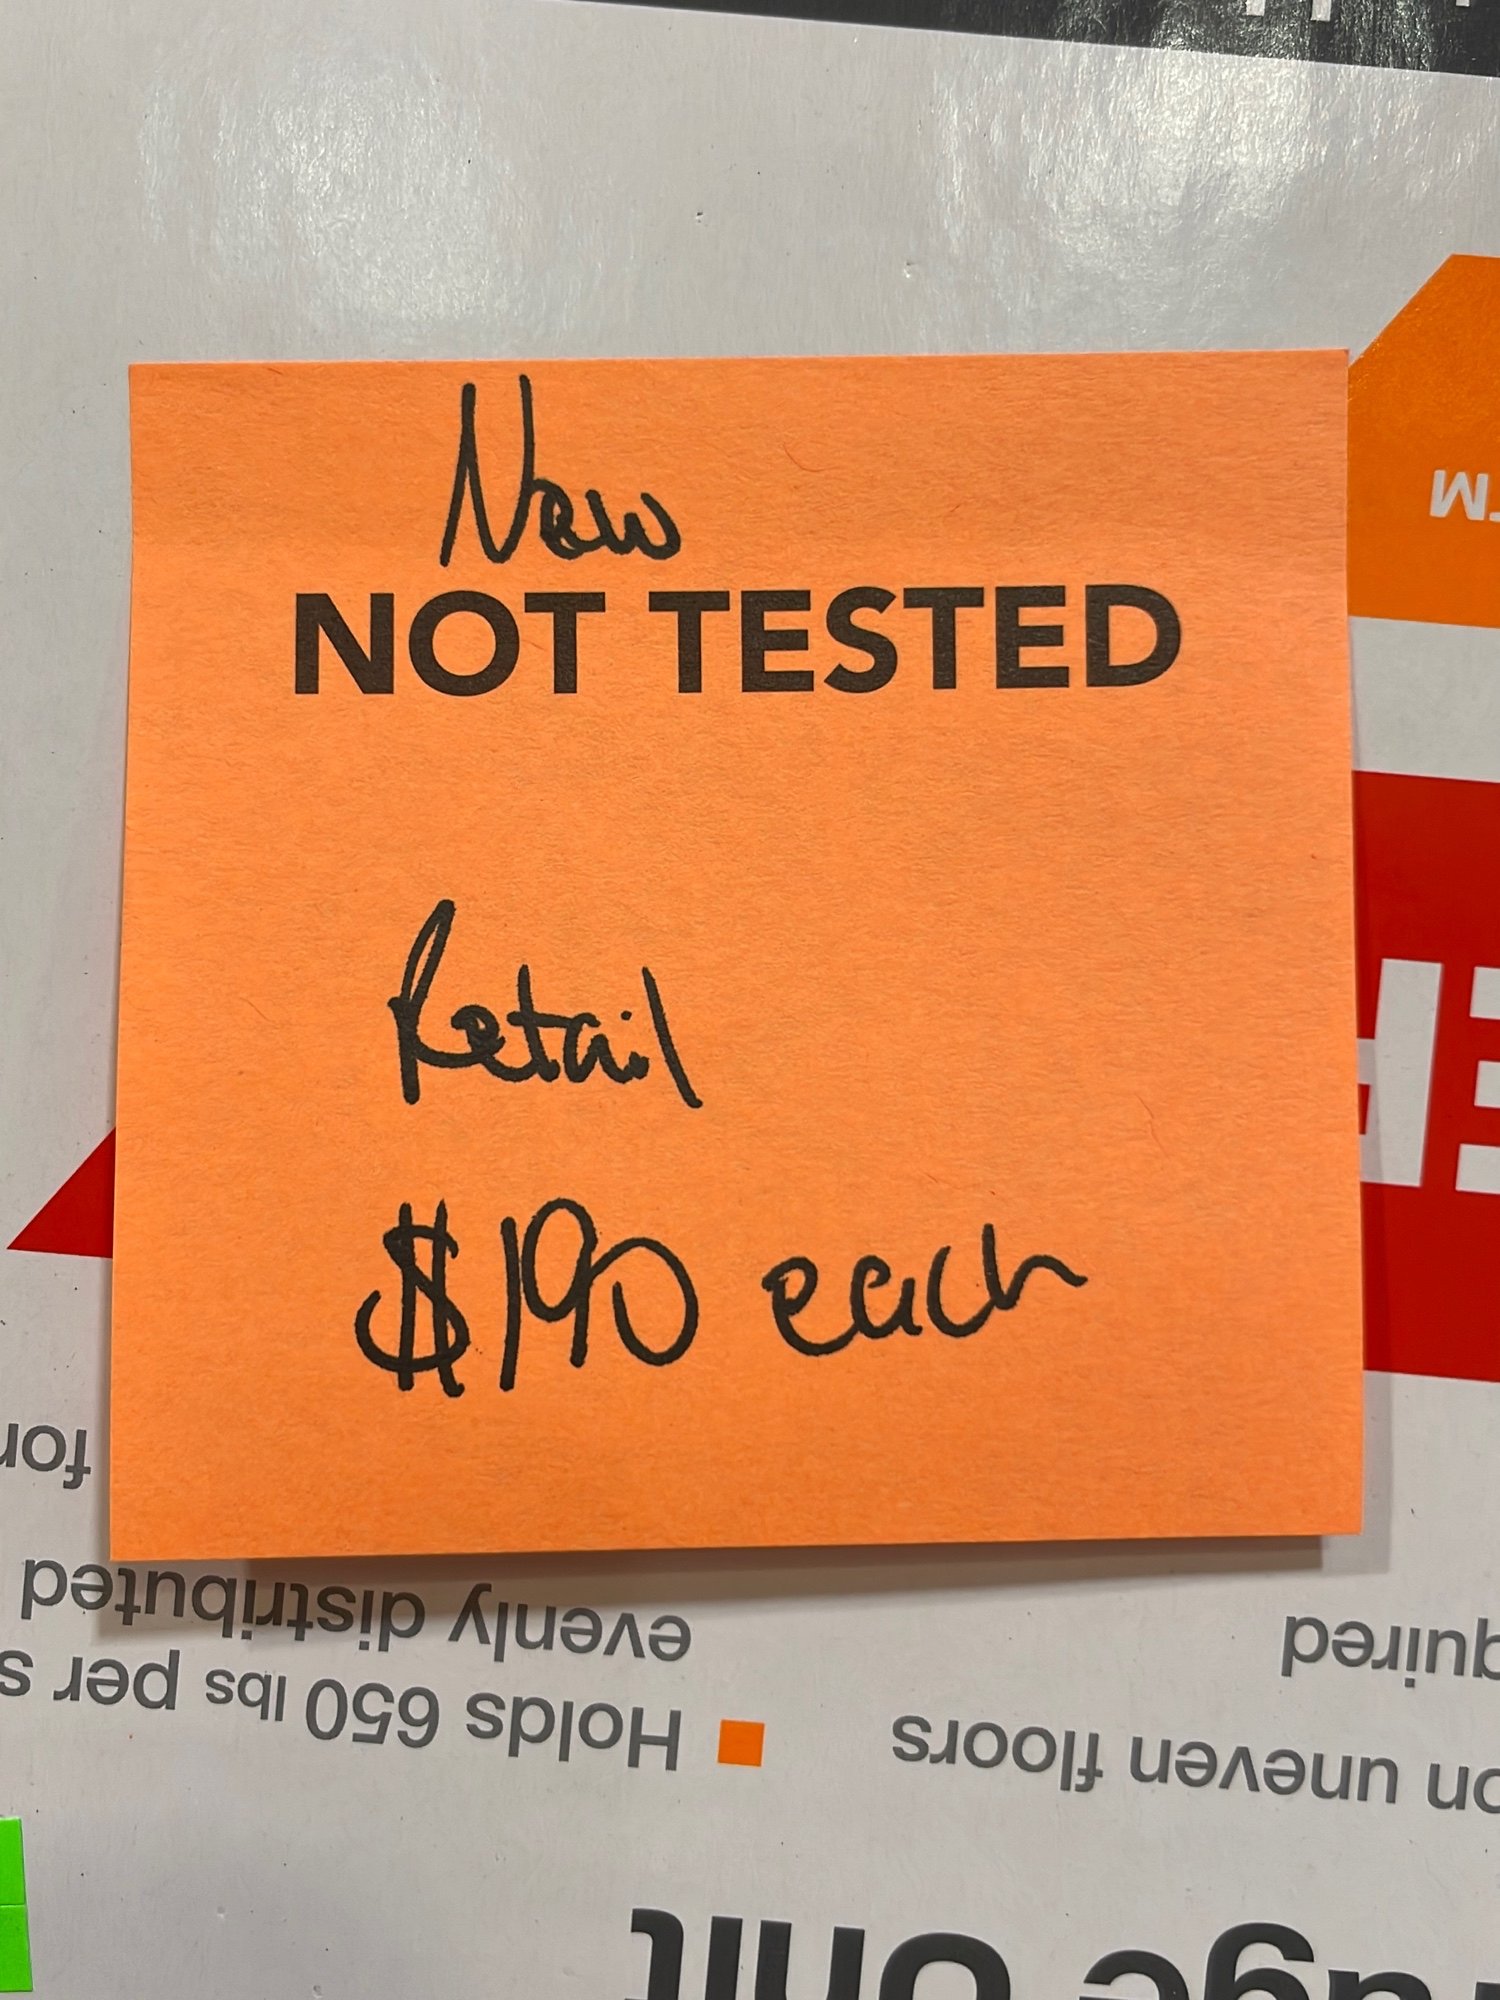 New
NOT TESTED
Retail
$190 each
TM
for
evenly distributed
Holds 650 lbs per s
quired
on uneven floors
age Unit